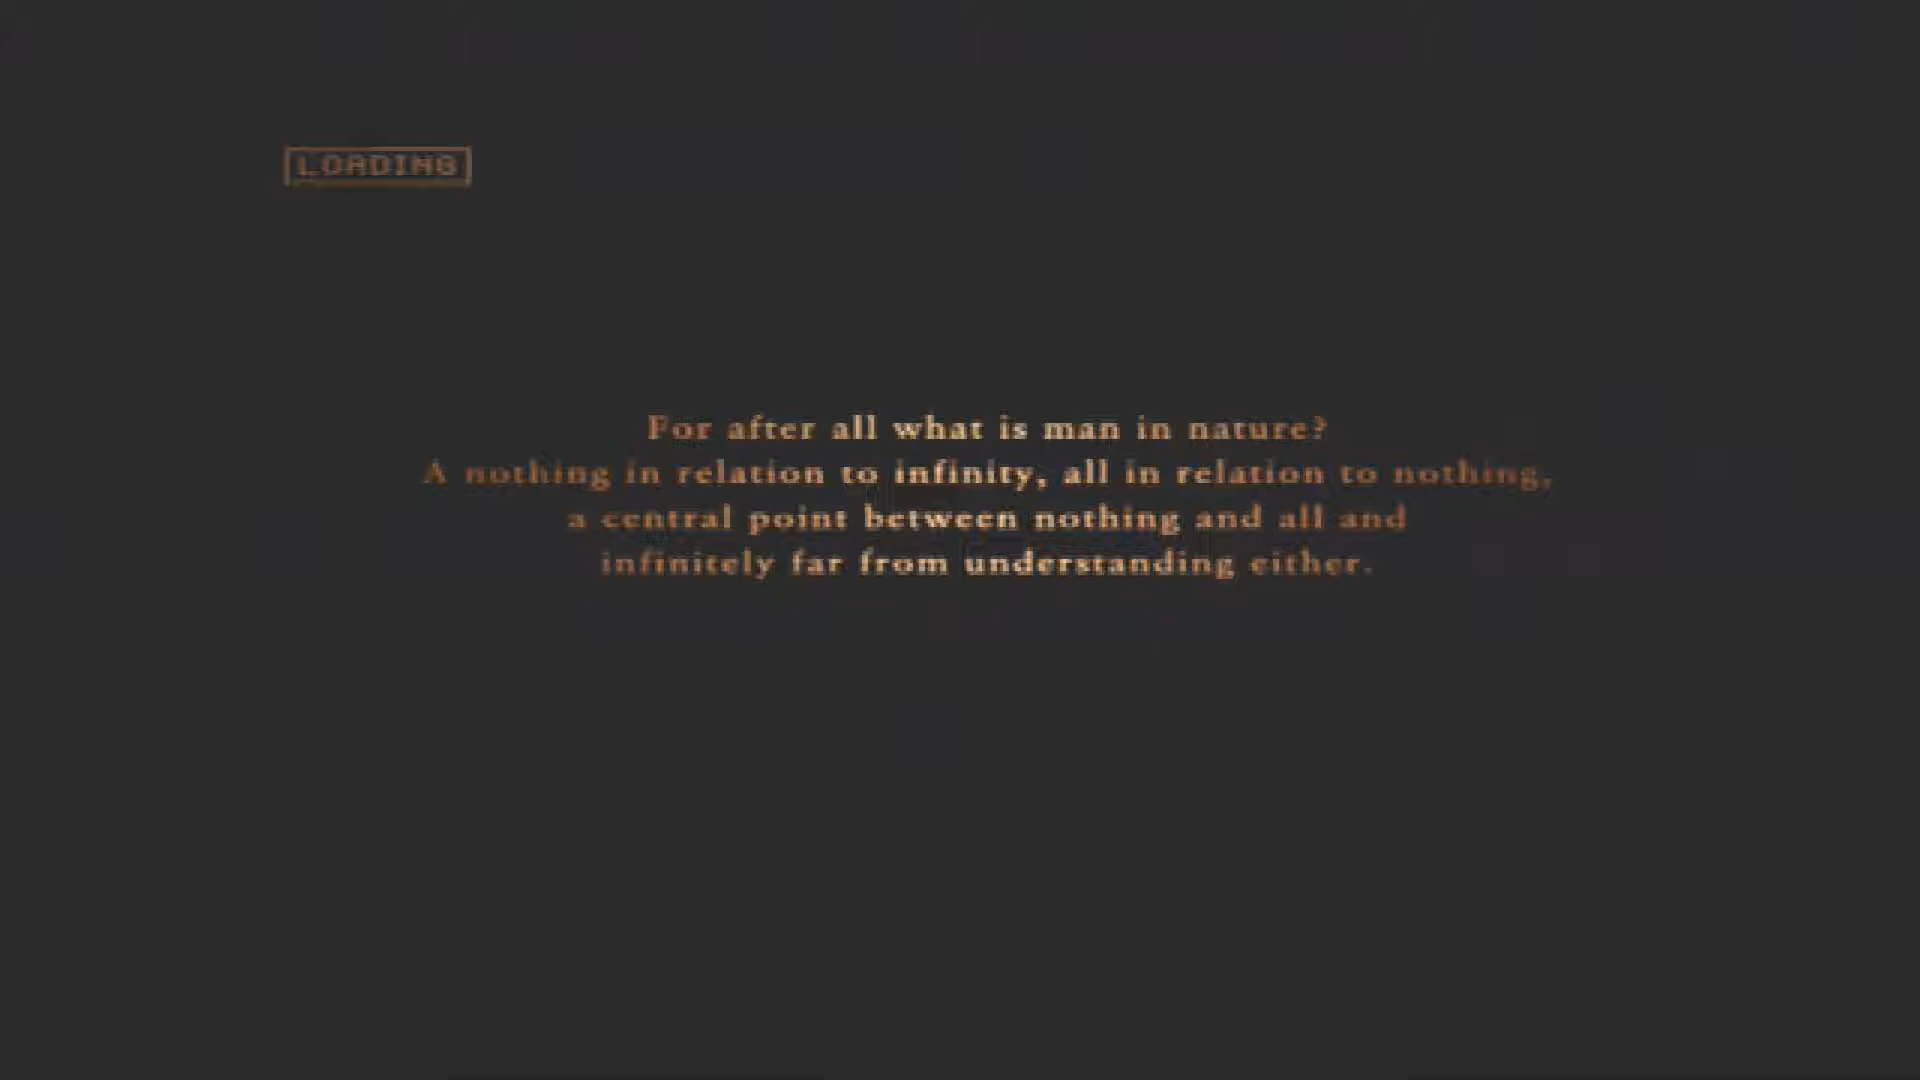 LOADING
For after all what is man in nature?
A nothing in relation to infinity, all in relation to nothing,
a central point between nothing and all and
infinitely far from understanding either.